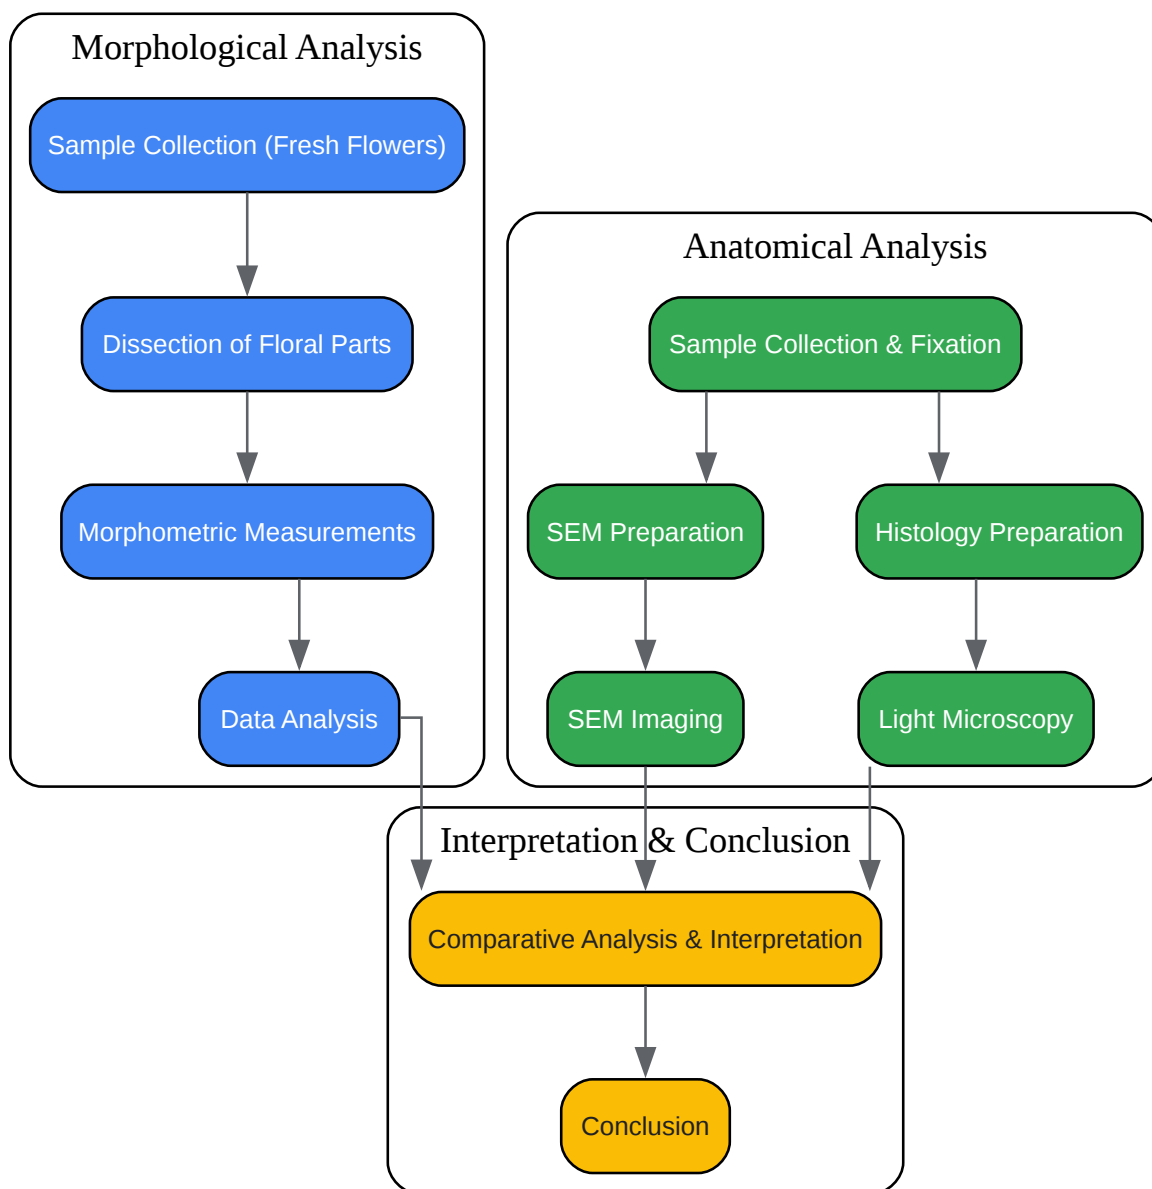 Morphological Analysis
Sample Collection (Fresh Flowers)
Dissection of Floral Parts
Morphometric Measurements
Data Analysis
Anatomical Analysis
Sample Collection & Fixation
SEM Preparation
Histology Preparation
SEM Imaging
Light Microscopy
Interpretation & Conclusion
Comparative Analysis & Interpretation
Conclusion